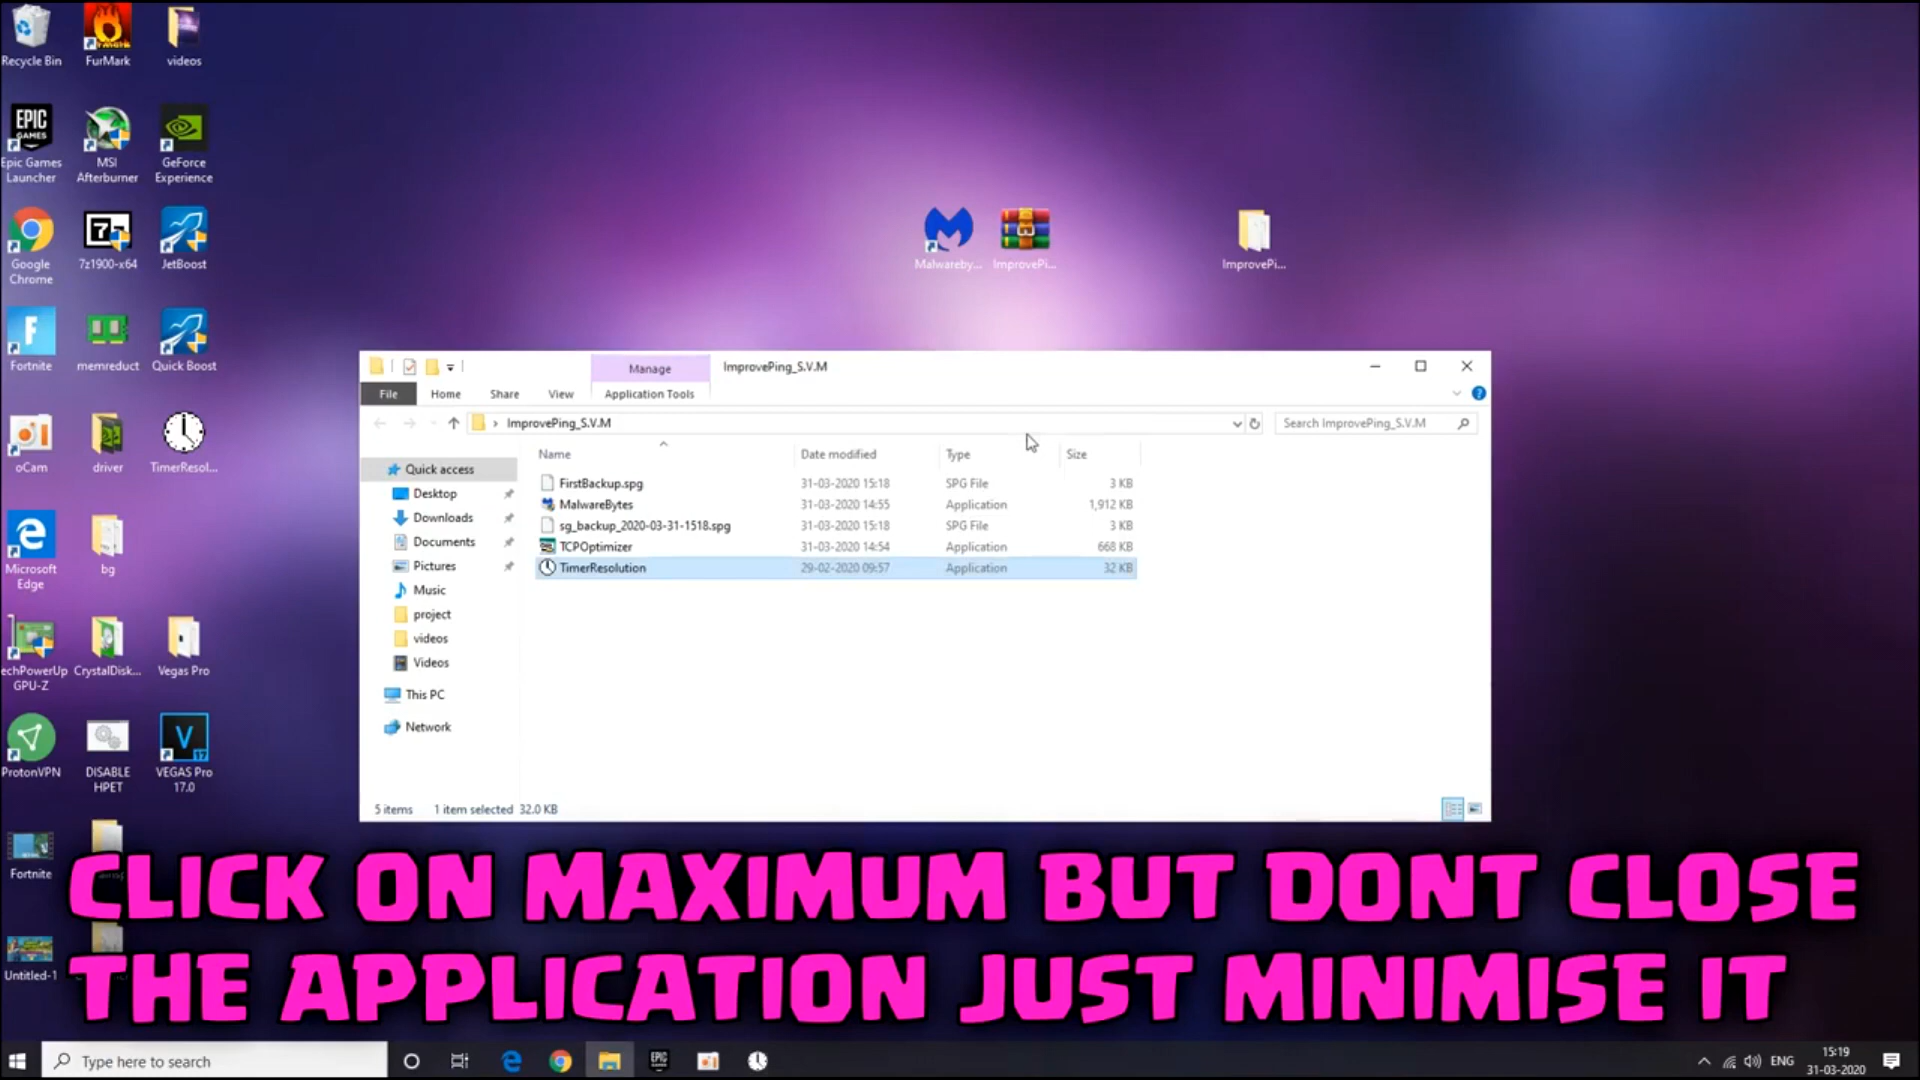 Recycle Bin
FurMark
videos
Epic Games
Launcher
MSI
Afterburner
GeForce
Experience
Google
Chrome
7z1900-x64
JetBoost
Malwareby...
ImprovePi...
ImprovePi...
Fortnite
memreduct
Quick Boost
oCam
driver
TimerResol...
Microsoft
Edge
bg
echPowerUp
GPU-Z
CrystalDisk...
Vegas Pro
ProtonVPN
DISABLE
HPET
VEGAS Pro
17.0
Fortnite
Untitled-1
Manage
ImprovePing_S.V.M
File
Home
Share
View
Application Tools
ImprovePing_S.V.M
Search ImprovePing_S.V.M
Name
Date modified
Type
Size
Quick access
Desktop
Downloads
Documents
Pictures
Music
project
videos
Videos
This PC
Network
FirstBackup.spg 31-03-2020 15:18 SPG File 3 KB
MalwareBytes 31-03-2020 14:55 Application 1,912 KB
sg_backup_2020-03-31-1518.spg 31-03-2020 15:18 SPG File 3 KB
TCPOptimizer 31-03-2020 14:54 Application 668 KB
TimerResolution 29-02-2020 09:57 Application 32 KB
5 items 1 item selected 32.0 KB
CLICK ON MAXIMUM BUT DONT CLOSE
THE APPLICATION JUST MINIMISE IT
Type here to search
ENG
15:19
31-03-2020